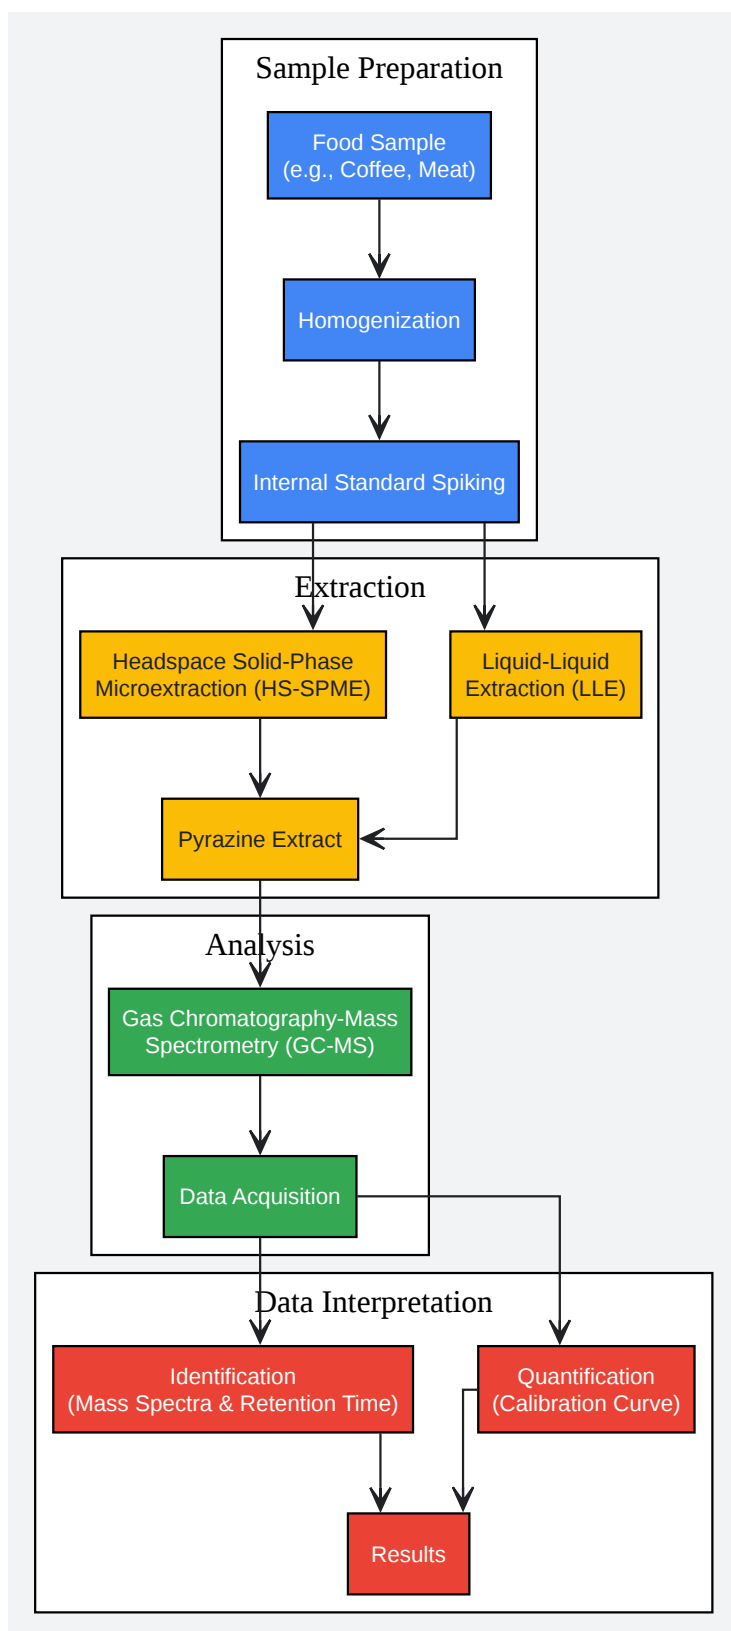 Sample Preparation
Food Sample
(e.g., Coffee, Meat)
Homogenization
Internal Standard Spiking
Extraction
Headspace Solid-Phase
Microextraction (HS-SPME)
Liquid-Liquid
Extraction (LLE)
Pyrazine Extract
Analysis
Gas Chromatography-Mass
Spectrometry (GC-MS)
Data Acquisition
Data Interpretation
Identification
(Mass Spectra & Retention Time)
Quantification
(Calibration Curve)
Results